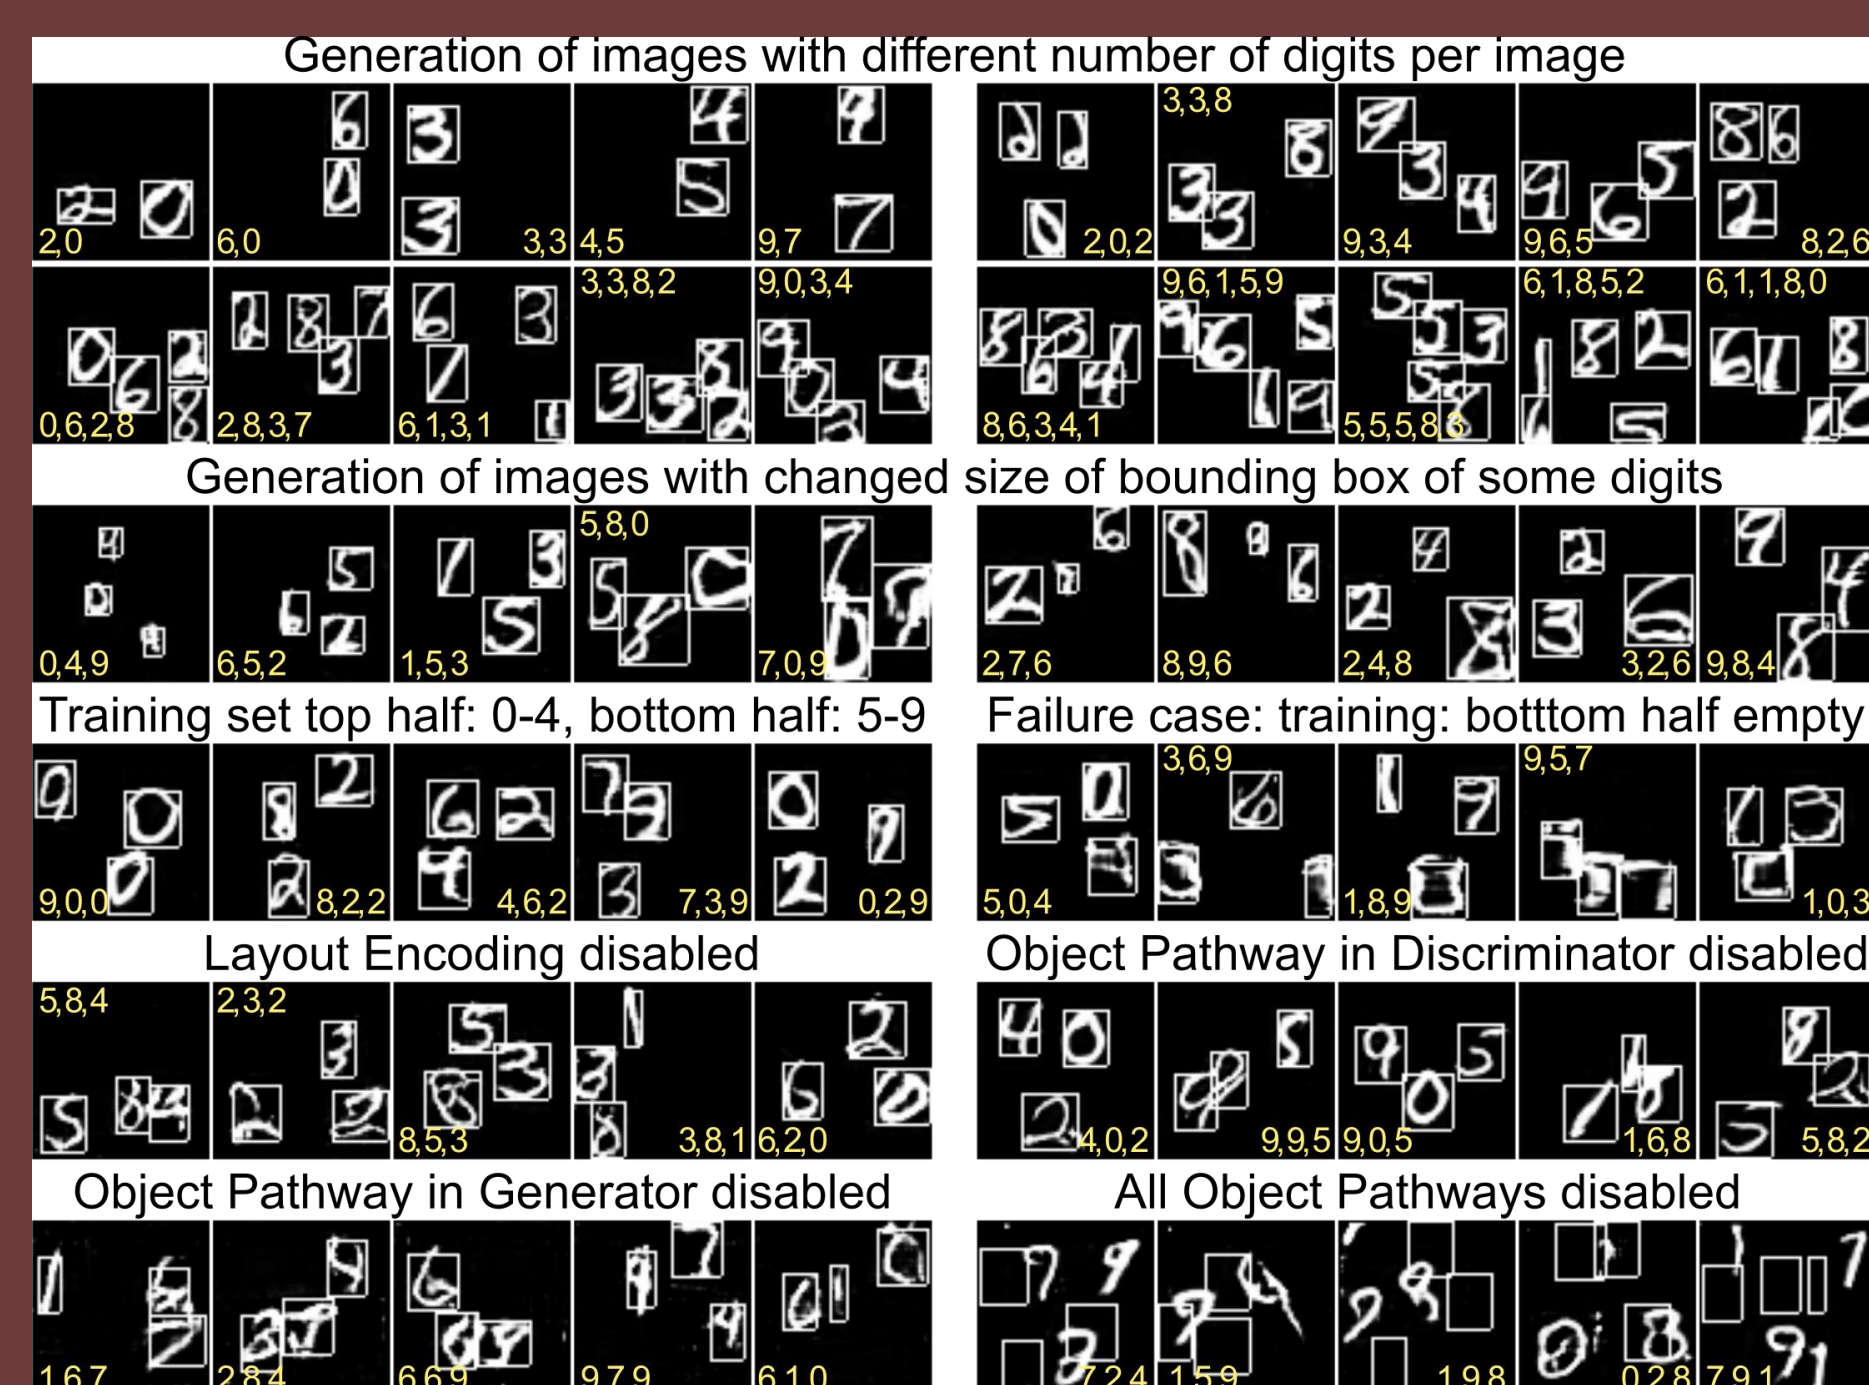 Generation of images with different number of digits per image
2,0 6,0 3,3 4,5 9,7 2,0,2 3,3,8 9,3,4 9,6,5 8,2,6
0,6,2,8 2,8,3,7 6,1,3,1 3,3,8,2 9,0,3,4 8,6,3,4,1 9,6,1,5,9 5,5,5,8,3 6,1,8,5,2 6,1,1,8,0
Generation of images with changed size of bounding box of some digits
0,4,9 6,5,2 1,5,3 5,8,0 7,0,9 2,7,6 8,9,6 2,4,8 3,2,6 9,8,4
Training set top half: 0-4, bottom half: 5-9
9,0,0 8,2,2 4,6,2 7,3,9 0,2,9
Failure case: training: botttom half empty
5,0,4 3,6,9 1,8,9 9,5,7 1,0,3
Layout Encoding disabled
5,8,4 2,3,2 8,5,3 3,8,1 6,2,0
Object Pathway in Discriminator disabled
4,0,2 9,9,5 9,0,5 1,6,8 5,8,2
Object Pathway in Generator disabled
1 6 7 2 8 4 6 6 9 9 7 9 6 1 0
All Object Pathways disabled
7 2 4 1 5 9 1 9 8 0 2 8 7 9 1